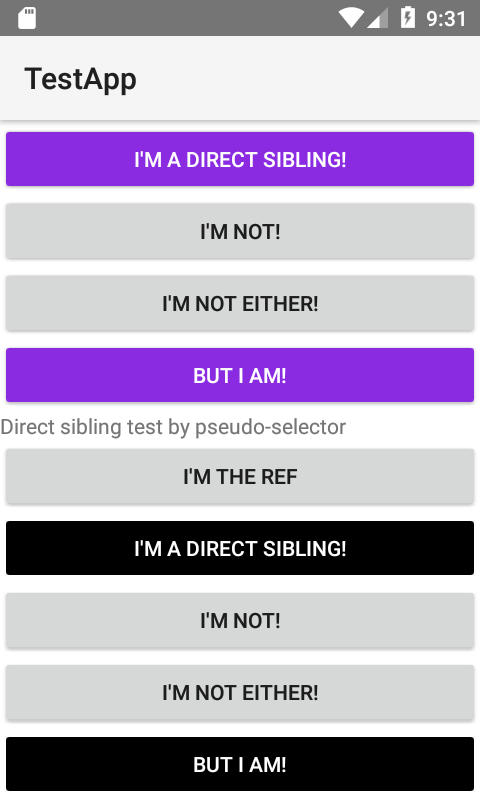 9:31
TestApp
I'M A DIRECT SIBLING!
I'M NOT!
I'M NOT EITHER!
BUT I AM!
Direct sibling test by pseudo-selector
I'M THE REF
I'M A DIRECT SIBLING!
I'M NOT!
I'M NOT EITHER!
BUT I AM!